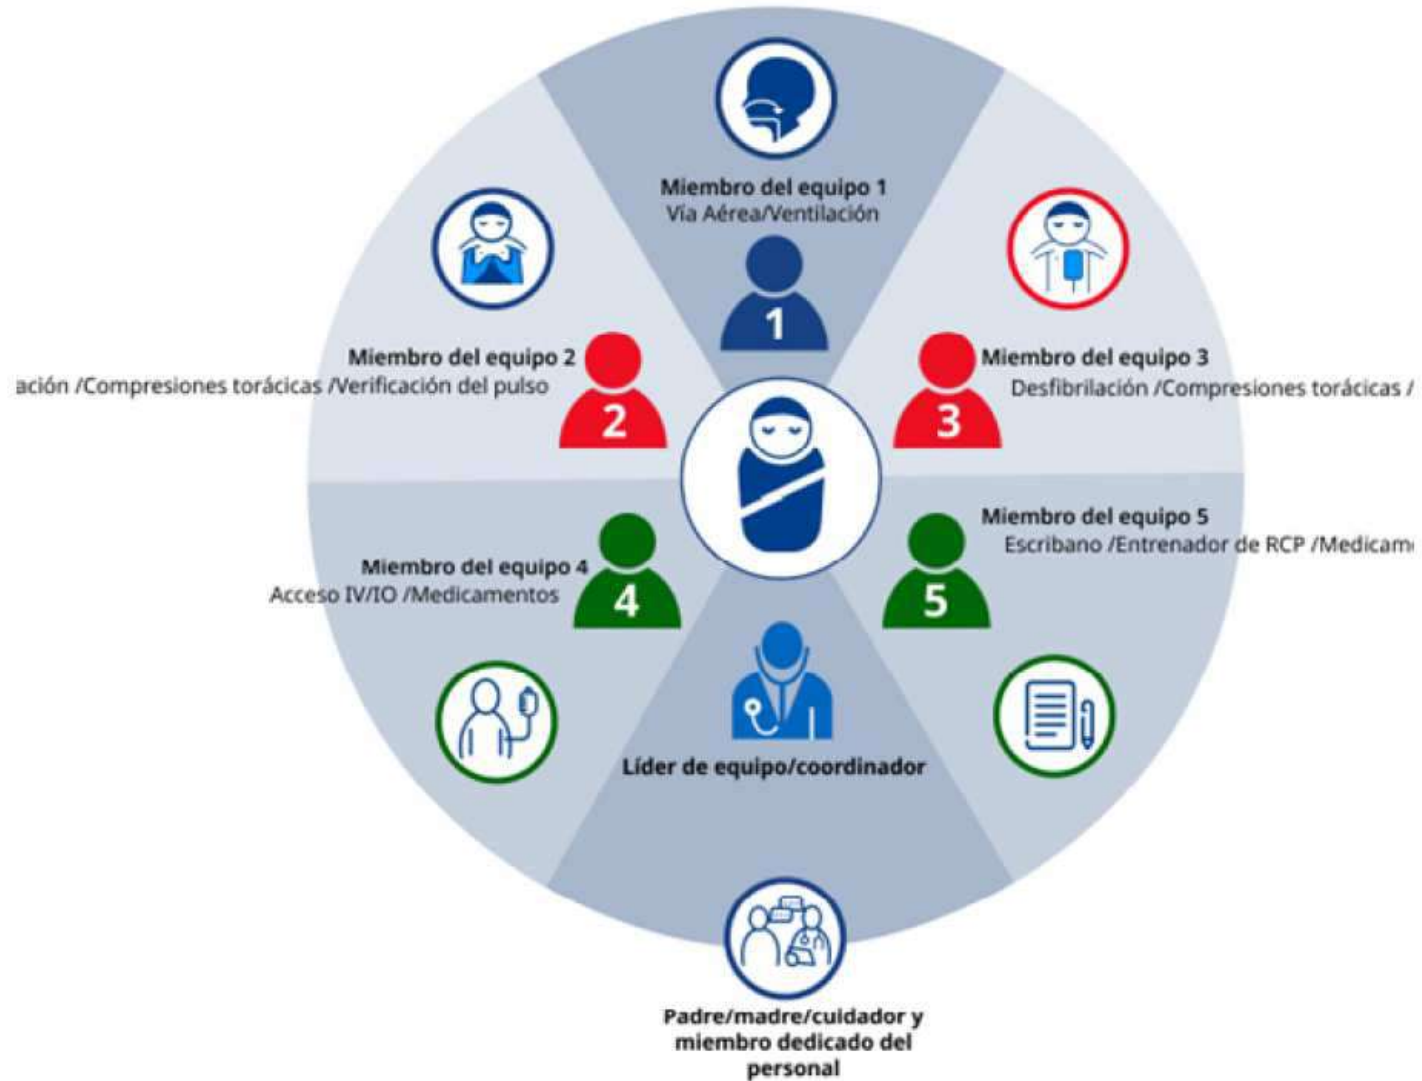 Miembro del equipo 1
Vía Aérea/Ventilación
1
Miembro del equipo 2
ación /Compresiones torácicas /Verificación del pulso
2
Miembro del equipo 3
Desfibrilación /Compresiones torácicas /
3
Miembro del equipo 4
Acceso IV/IO /Medicamentos
4
Miembro del equipo 5
Escribano /Entrenador de RCP /Medicam
5
Líder de equipo/coordinador
Padre/madre/cuidador y
miembro dedicado del
personal